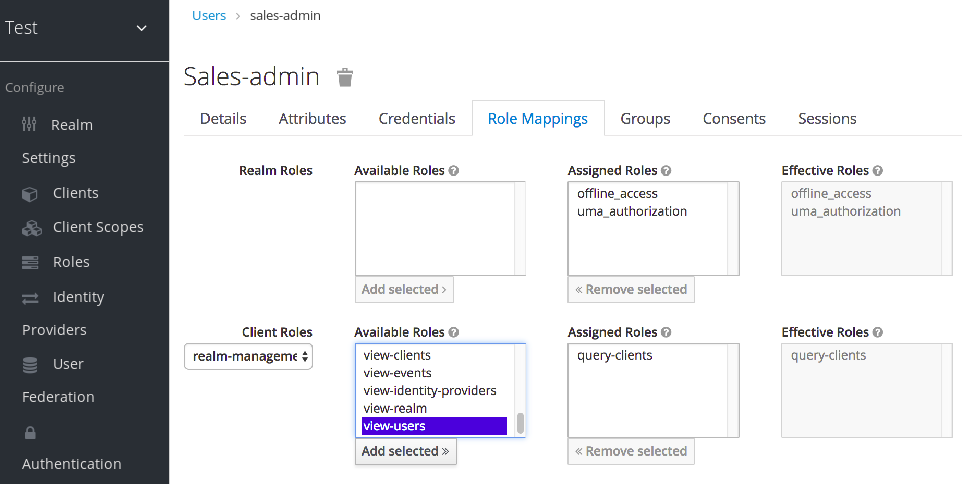 Test
Configure
Realm
Settings
Clients
Client Scopes
Roles
Identity
Providers
User
Federation
Authentication
Users › sales-admin
Sales-admin
Details Attributes Credentials Role Mappings Groups Consents Sessions
Realm Roles Available Roles ? Assigned Roles ? Effective Roles ?
offline_access offline_access
uma_authorization uma_authorization
Add selected › « Remove selected
Client Roles Available Roles ? Assigned Roles ? Effective Roles ?
realm-manageme view-clients query-clients query-clients
view-events
view-identity-providers
view-realm
view-users
Add selected » « Remove selected